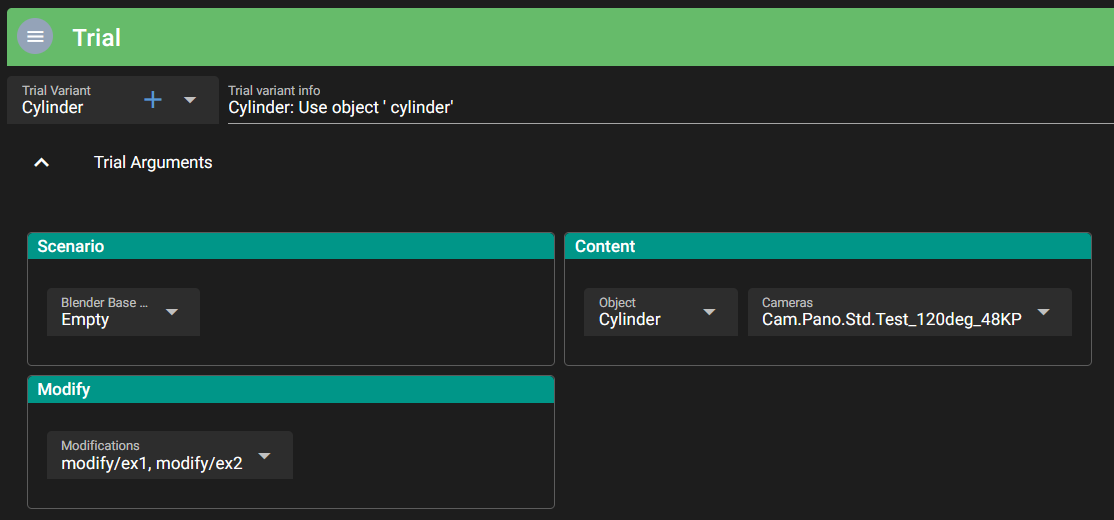 Trial
Trial Variant
Cylinder
Trial variant info
Cylinder: Use object ' cylinder'
Trial Arguments
Scenario
Blender Base ...
Empty
Content
Object
Cylinder
Cameras
Cam.Pano.Std.Test_120deg_48KP
Modify
Modifications
modify/ex1, modify/ex2